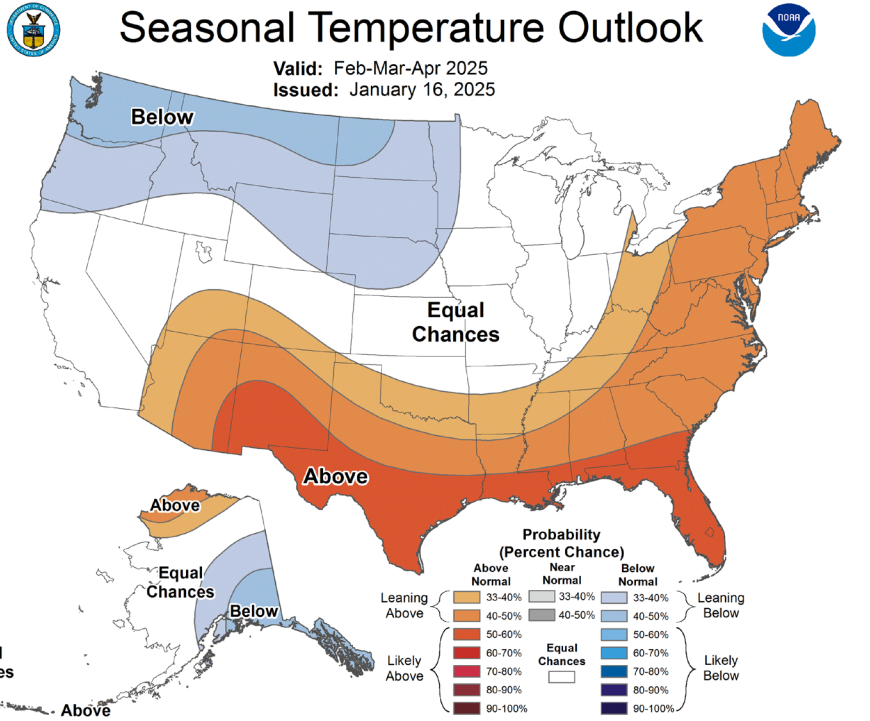 Seasonal Temperature Outlook
NOAA
Valid: Feb-Mar-Apr 2025
Issued: January 16, 2025
Below
Equal
Chances
Above
Above
Equal
Chances
Below
Above
Probability
(Percent Chance)
Above
Normal
Near
Normal
Below
Normal
Leaning
Above
33-40%
40-50%
33-40%
40-50%
33-40%
40-50%
Leaning
Below
Likely
Above
50-60%
60-70%
70-80%
80-90%
90-100%
Equal
Chances
50-60%
60-70%
70-80%
80-90%
90-100%
Likely
Below